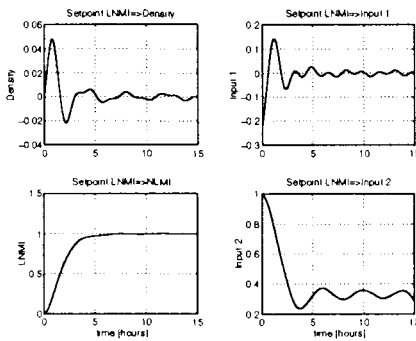 Setpoint LNMI=>Density
Setpoint LNMI=>Input 1
0.06
0.04
0.02
0
-0.02
-0.04
Density
0 5 10 15
0.2
0.1
0
-0.1
-0.2
-0.3
Input 1
0 5 10 15
Setpoint LNMI=>NLMI
Setpoint LNMI=>Input 2
1.5
1
0.5
0
LNMI
0 5 10 15
time [hours]
1
0.8
0.6
0.4
0.2
Input 2
0 5 10 15
time [hours]